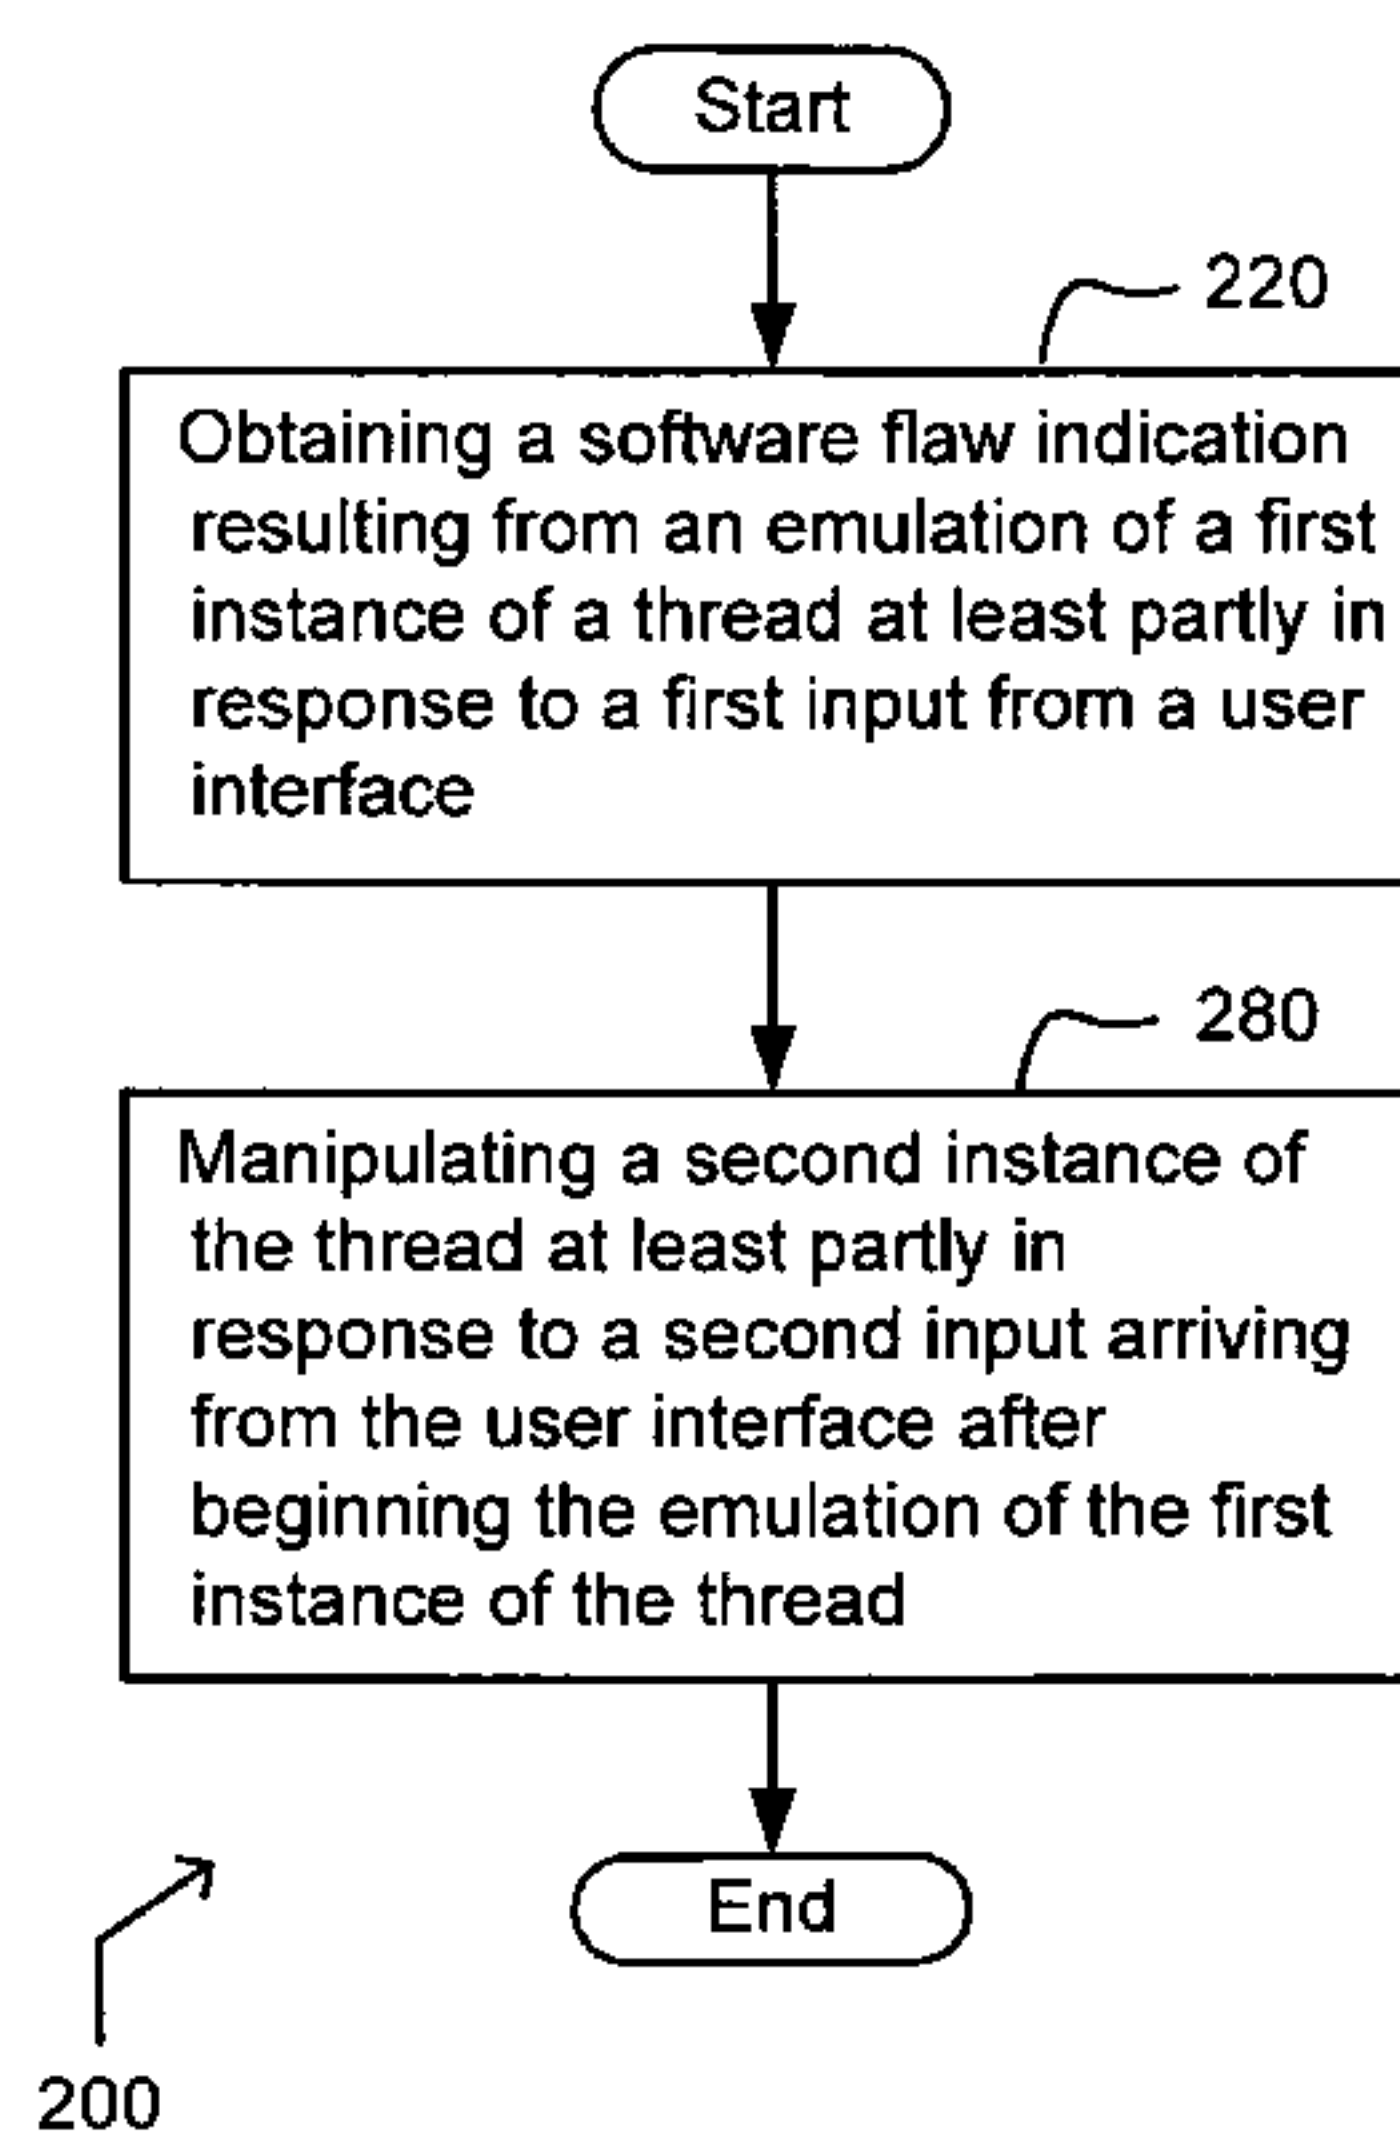 Start
220
Obtaining a software flaw indication
resulting from an emulation of a first
instance of a thread at least partly in
response to a first input from a user
interface
280
Manipulating a second instance of
the thread at least partly in
response to a second input arriving
from the user interface after
beginning the emulation of the first
instance of the thread
End
200